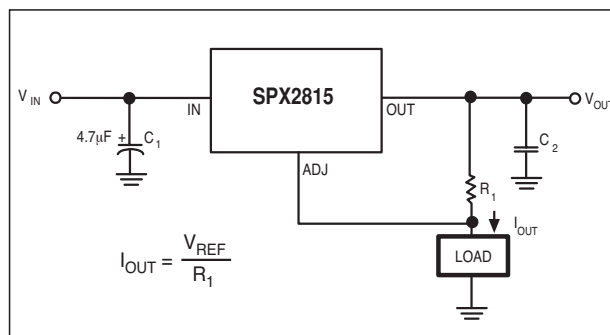 V IN
IN
SPX2815
OUT
V OUT
4.7µF +
C 1
C 2
ADJ
R 1
I OUT
LOAD
I OUT = V REF / R 1